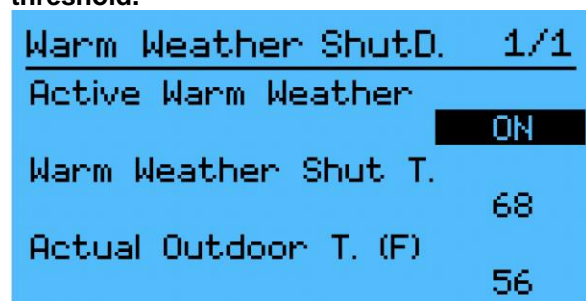 threshold.
Warm Weather ShutD. 1/1
Active Warm Weather
ON
Warm Weather Shut T.
68
Actual Outdoor T. (F)
56